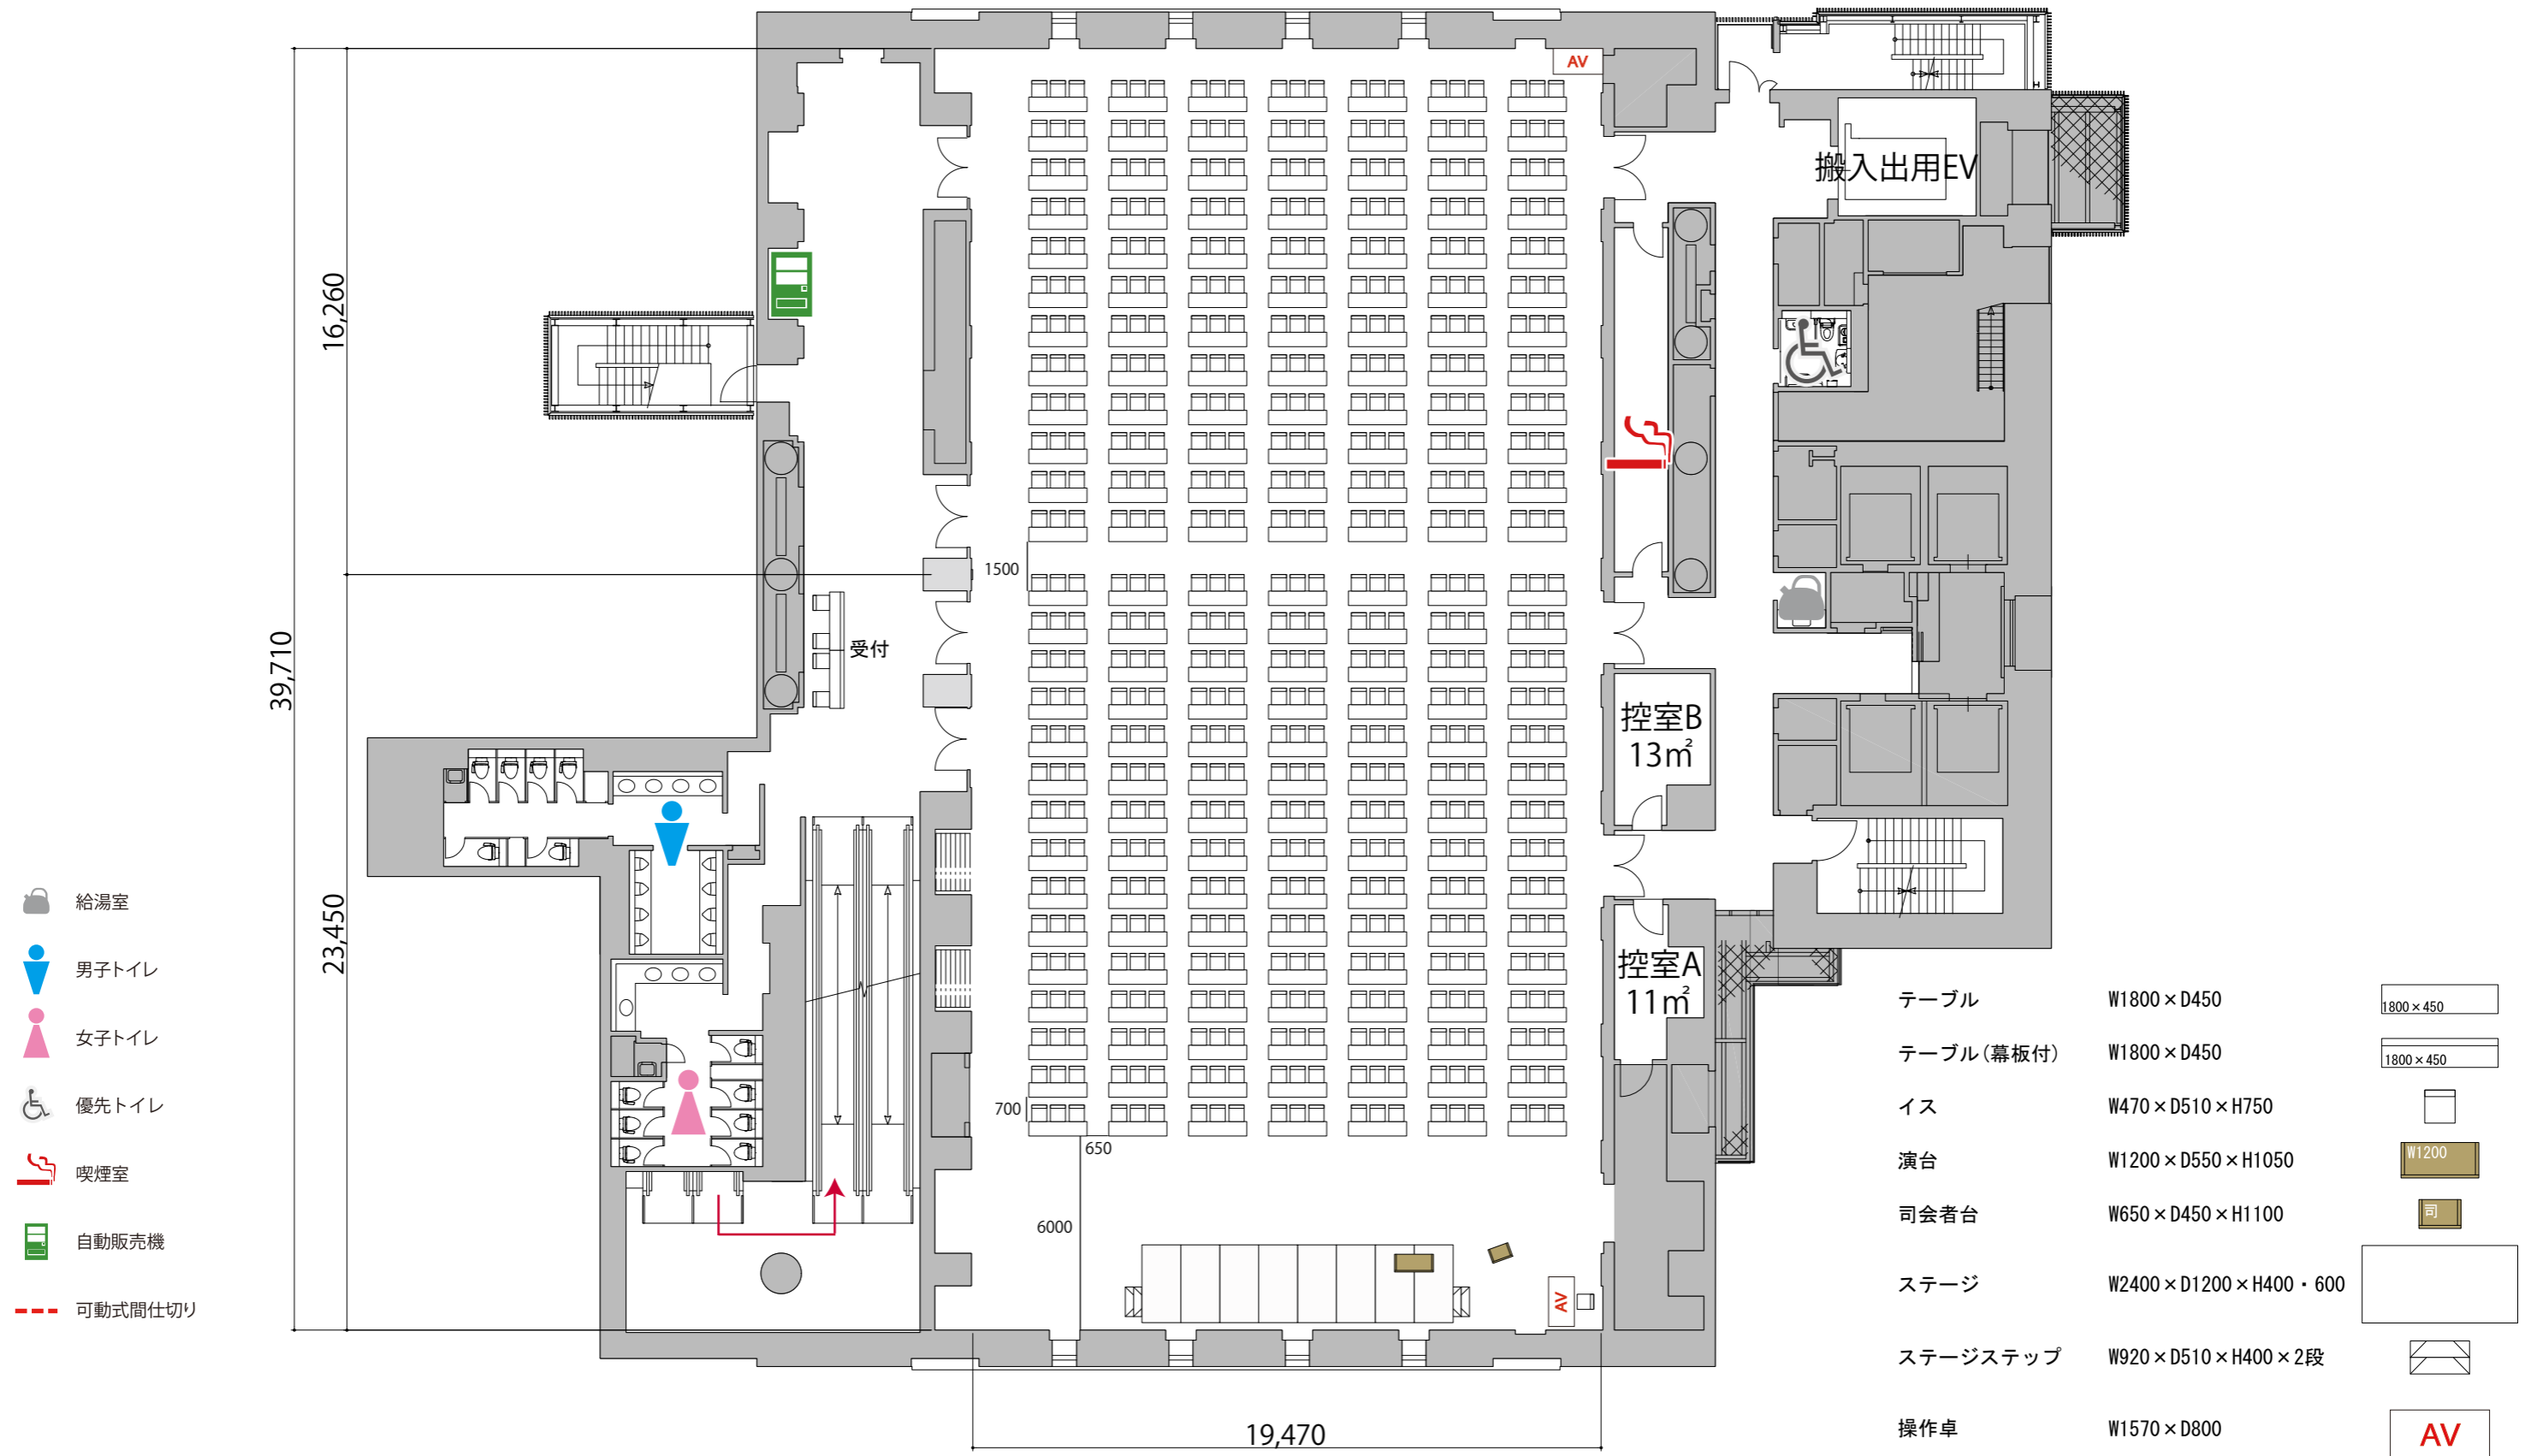 AV
搬入出用EV
16,260
39,710
23,450
1500
受付
控室B
13㎡
控室A
11㎡
700
650
6000
AV
19,470
給湯室
男子トイレ
女子トイレ
優先トイレ
喫煙室
自動販売機
可動式間仕切り
テーブル W1800×D450 1800×450
テーブル(幕板付) W1800×D450 1800×450
イス W470×D510×H750
演台 W1200×D550×H1050 W1200
司会者台 W650×D450×H1100 司
ステージ W2400×D1200×H400・600
ステージステップ W920×D510×H400×2段
操作卓 W1570×D800 AV